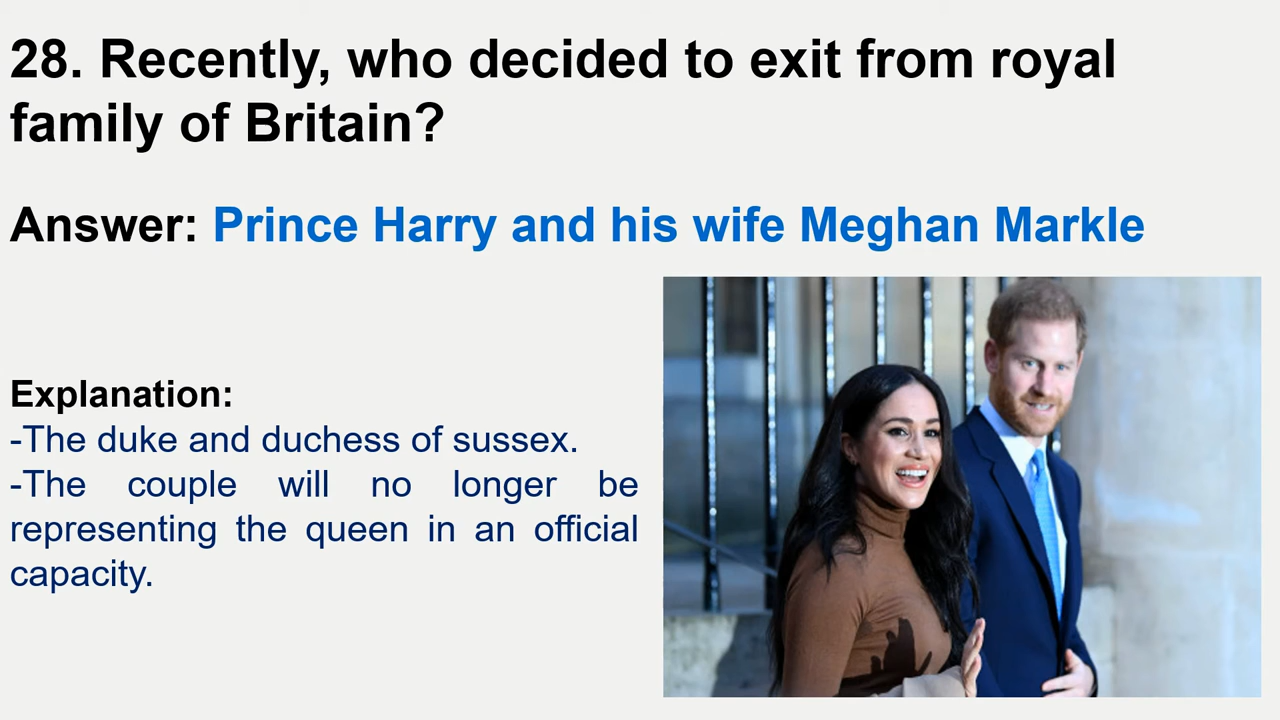 28. Recently, who decided to exit from royal
family of Britain?
Answer: Prince Harry and his wife Meghan Markle
Explanation:
-The duke and duchess of sussex.
-The couple will no longer be
representing the queen in an official
capacity.